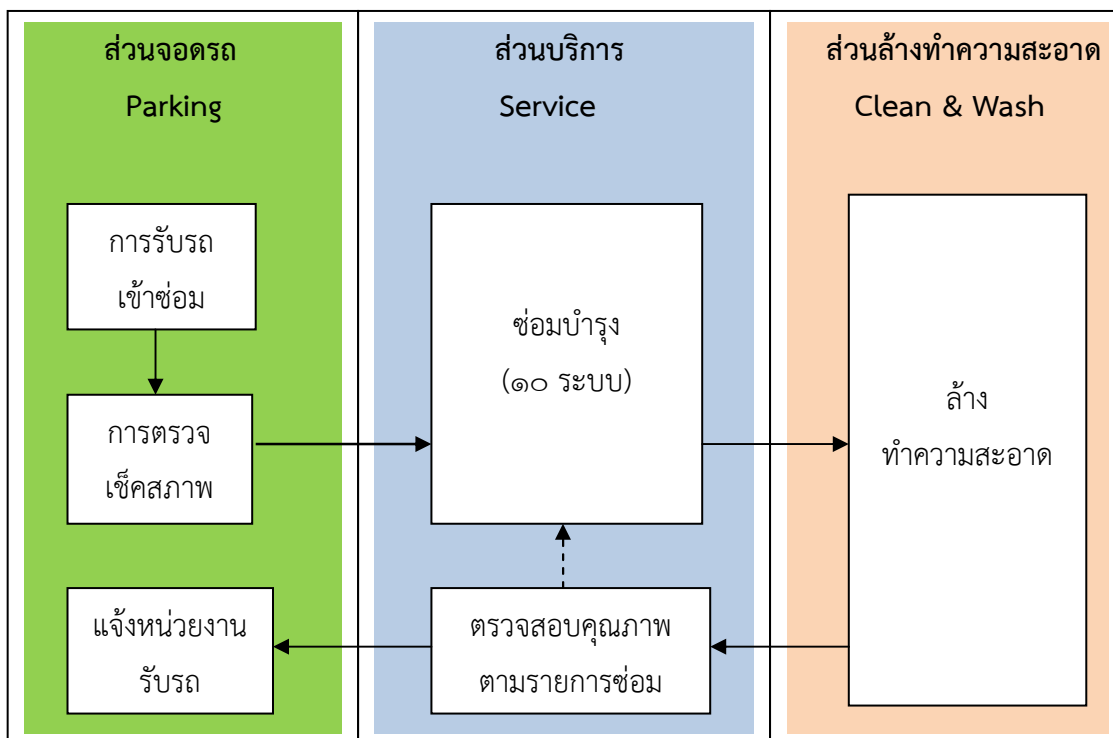 ส่วนจอดรถ
Parking
การรับรถ
เข้าซ่อม
การตรวจ
เช็คสภาพ
แจ้งหน่วยงาน
รับรถ
ส่วนบริการ
Service
ซ่อมบำรุง
(๑๐ ระบบ)
ตรวจสอบคุณภาพ
ตามรายการซ่อม
ส่วนล้างทำความสะอาด
Clean & Wash
ล้าง
ทำความสะอาด